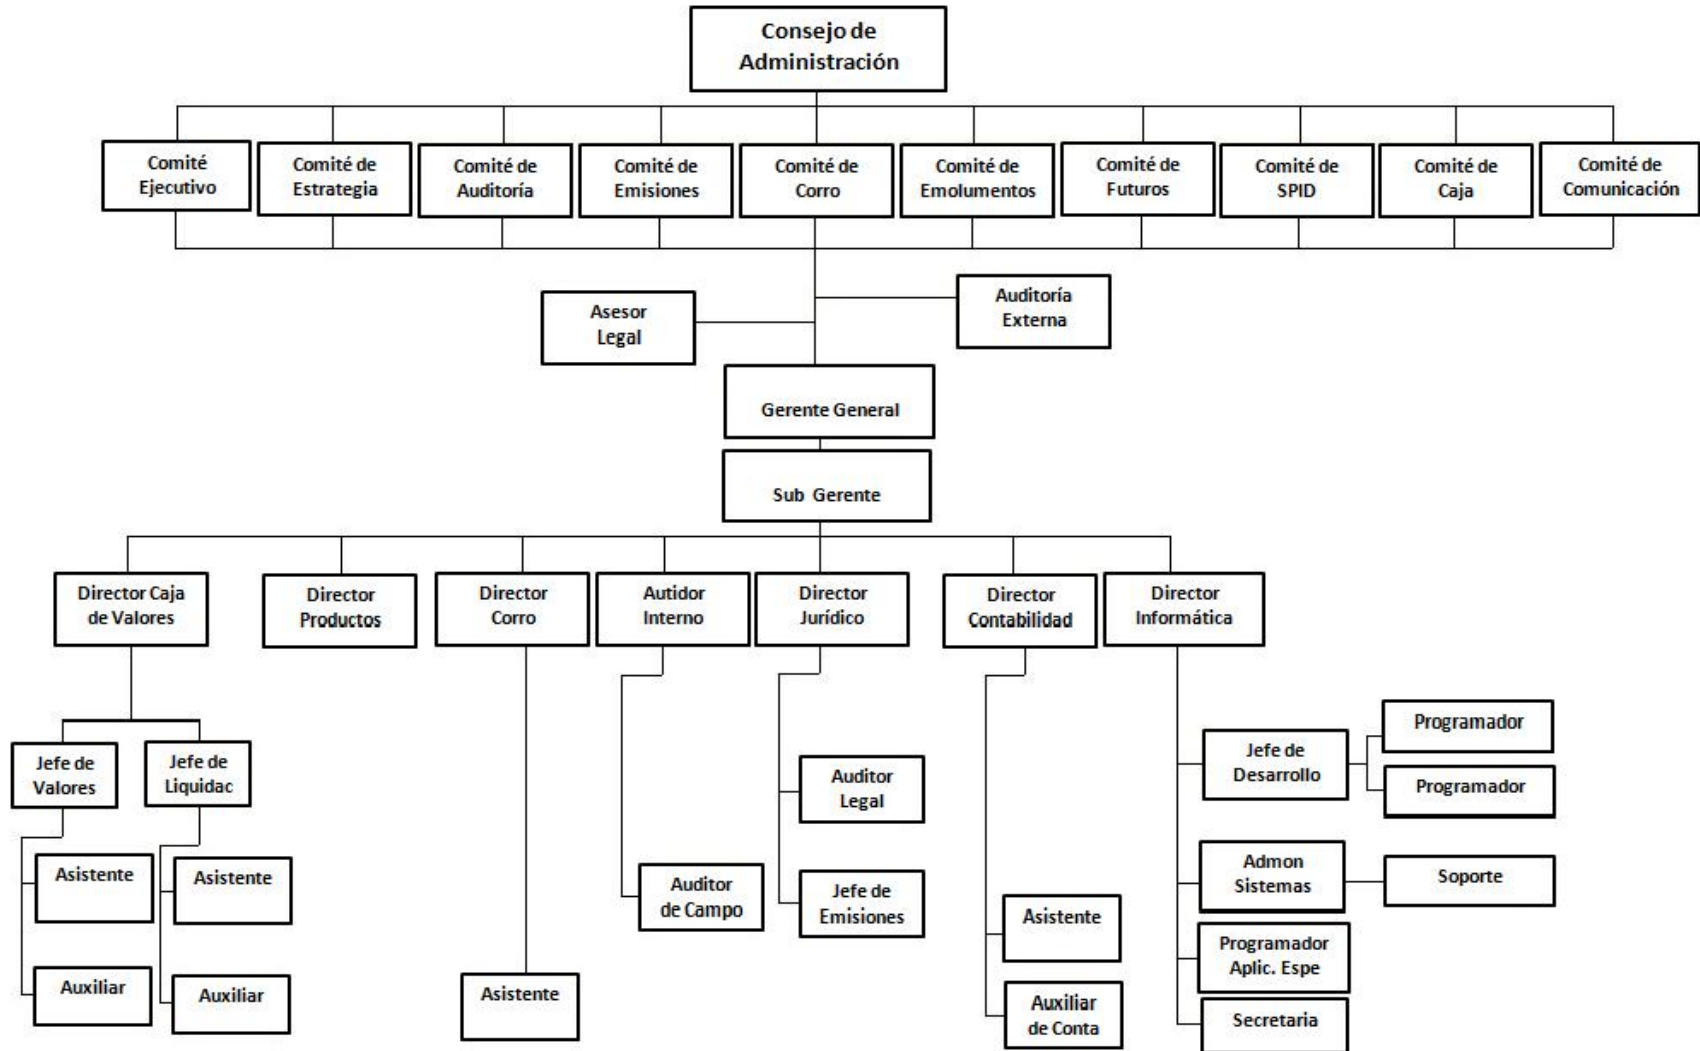 Consejo de
Administración
Comité
Ejecutivo
Comité de
Estrategia
Comité de
Auditoría
Comité de
Emisiones
Comité de
Corro
Comité de
Emolumentos
Comité de
Futuros
Comité de
SPID
Comité de
Caja
Comité de
Comunicación
Asesor
Legal
Auditoría
Externa
Gerente General
Sub Gerente
Director Caja
de Valores
Director
Productos
Director
Corro
Autidor
Interno
Director
Jurídico
Director
Contabilidad
Director
Informática
Jefe de
Valores
Jefe de
Liquidac
Asistente
Auxiliar
Asistente
Auxiliar
Asistente
Auditor
de Campo
Auditor
Legal
Jefe de
Emisiones
Asistente
Auxiliar
de Conta
Jefe de
Desarrollo
Programador
Programador
Admon
Sistemas
Soporte
Programador
Aplic. Espe
Secretaria